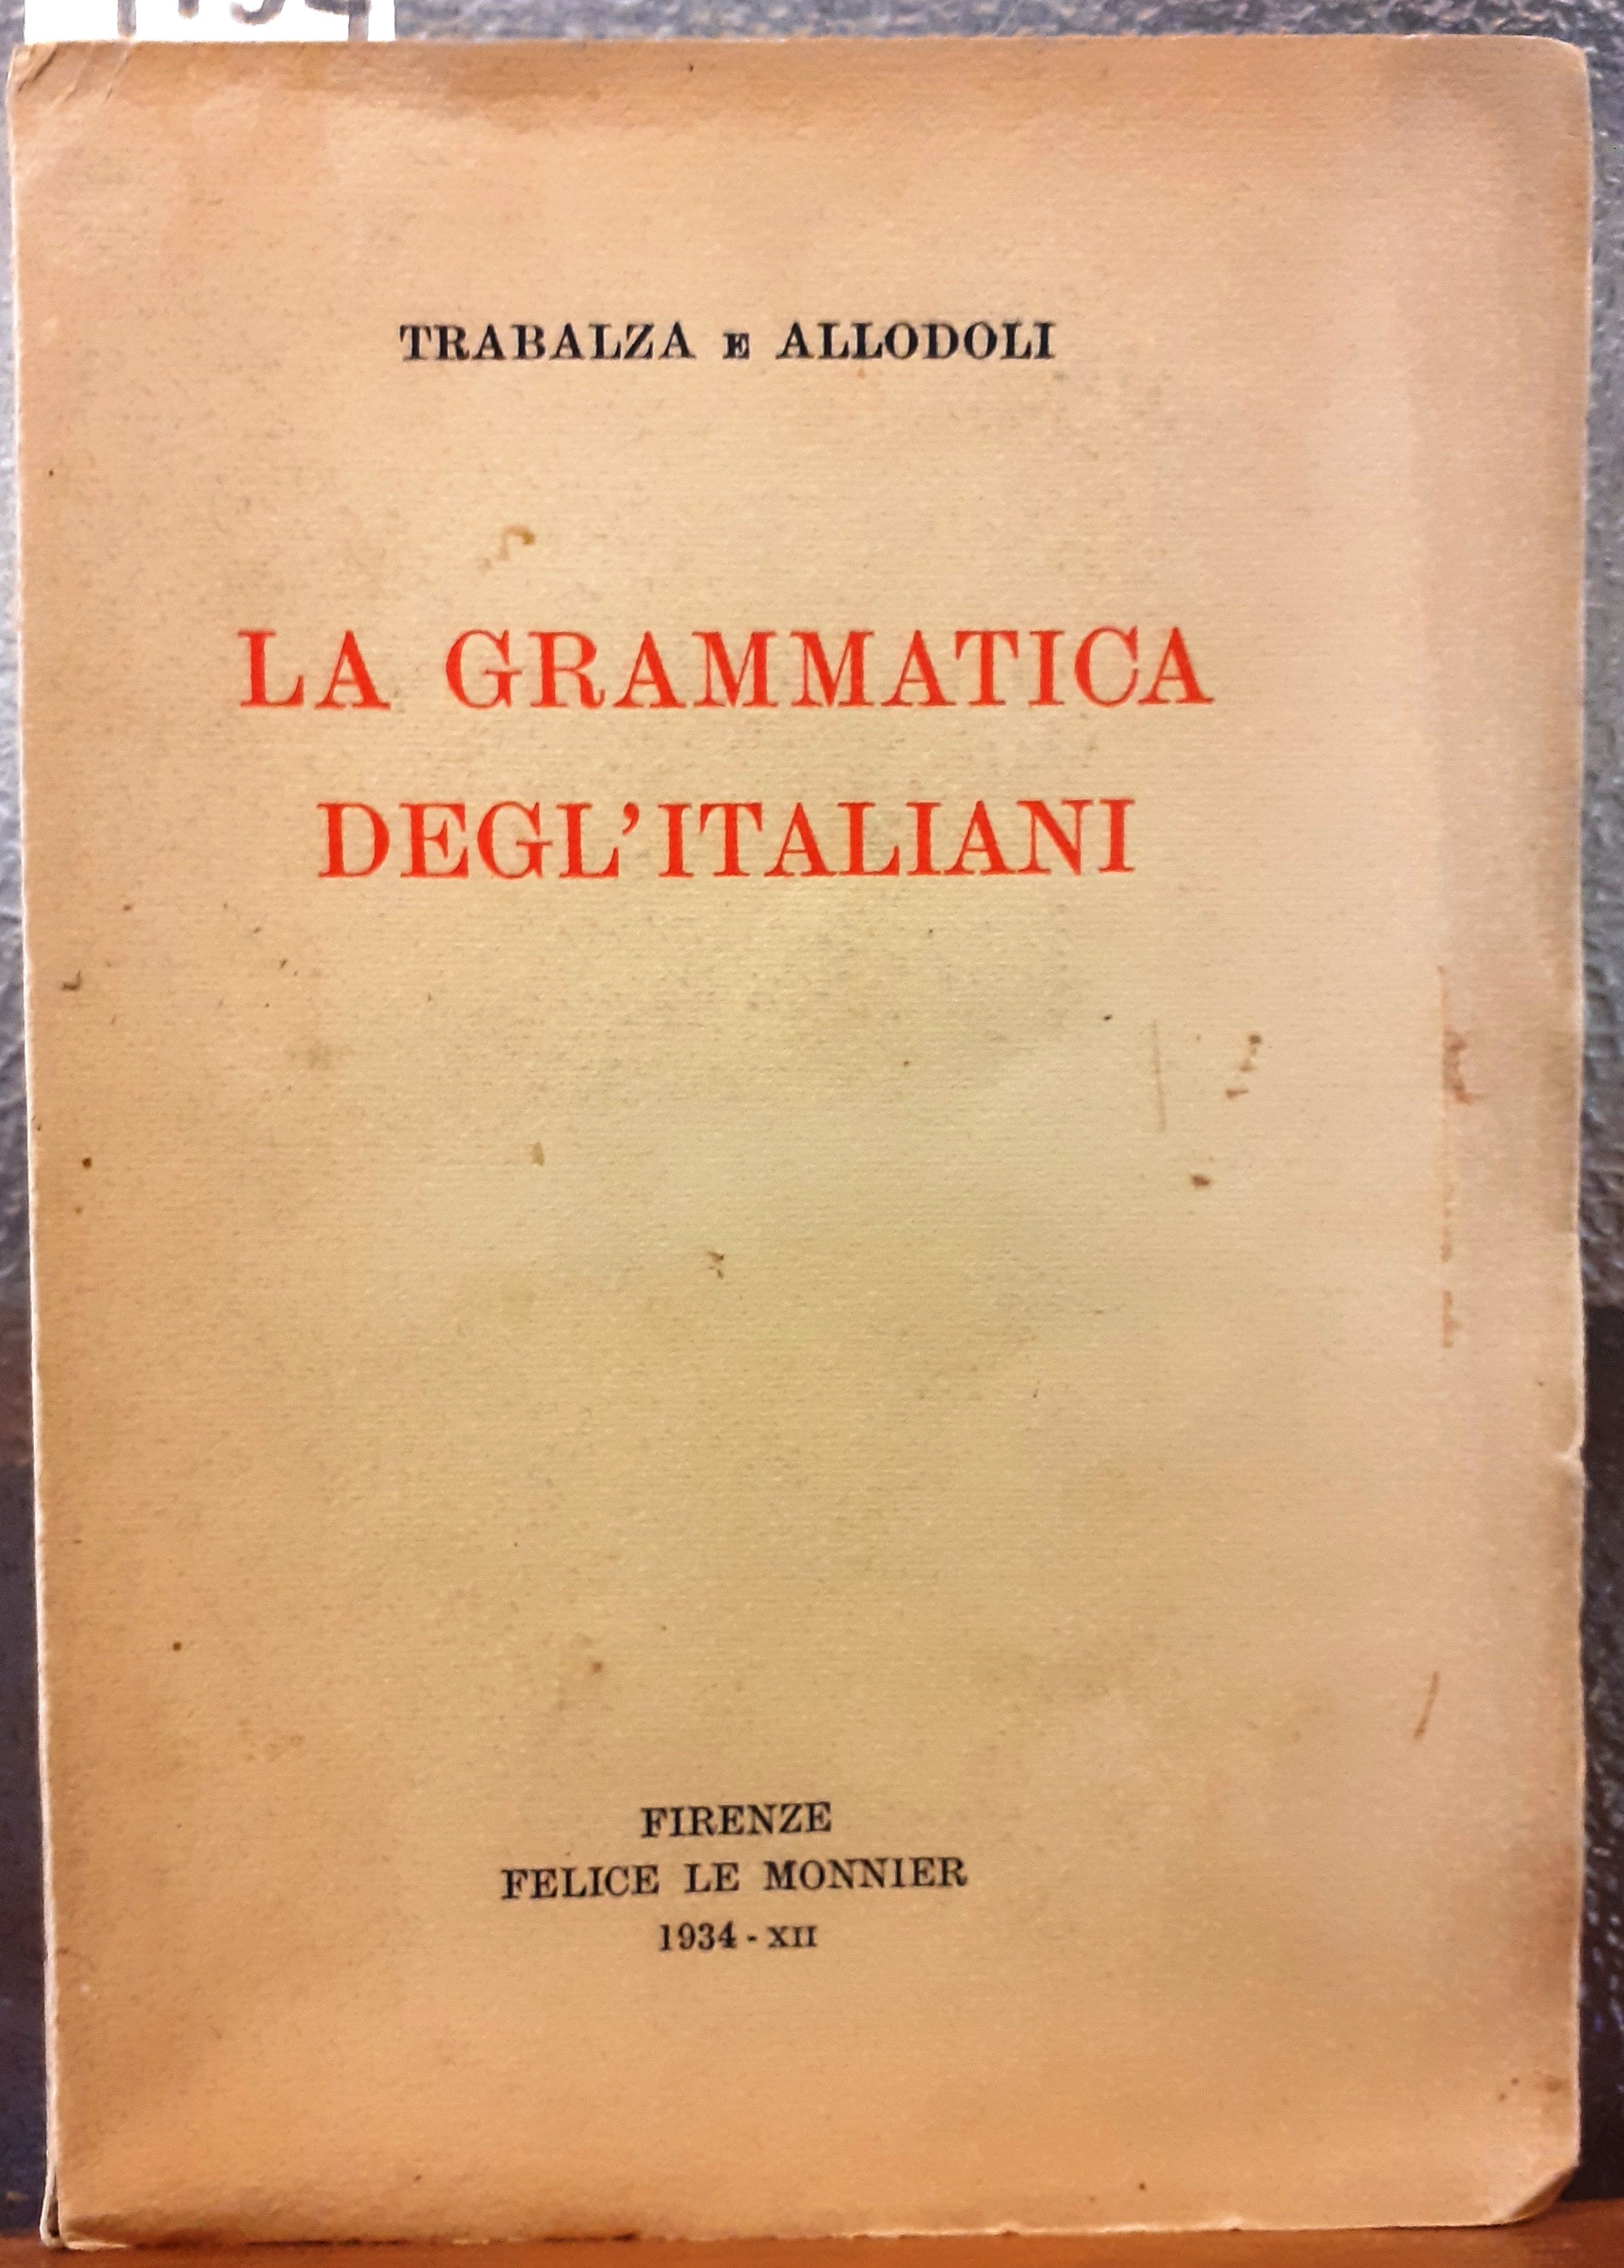 TRABALZA E ALLODOLI
LA GRAMMATICA
DEGL'ITALIANI
FIRENZE
FELICE LE MONNIER
1934 - XII